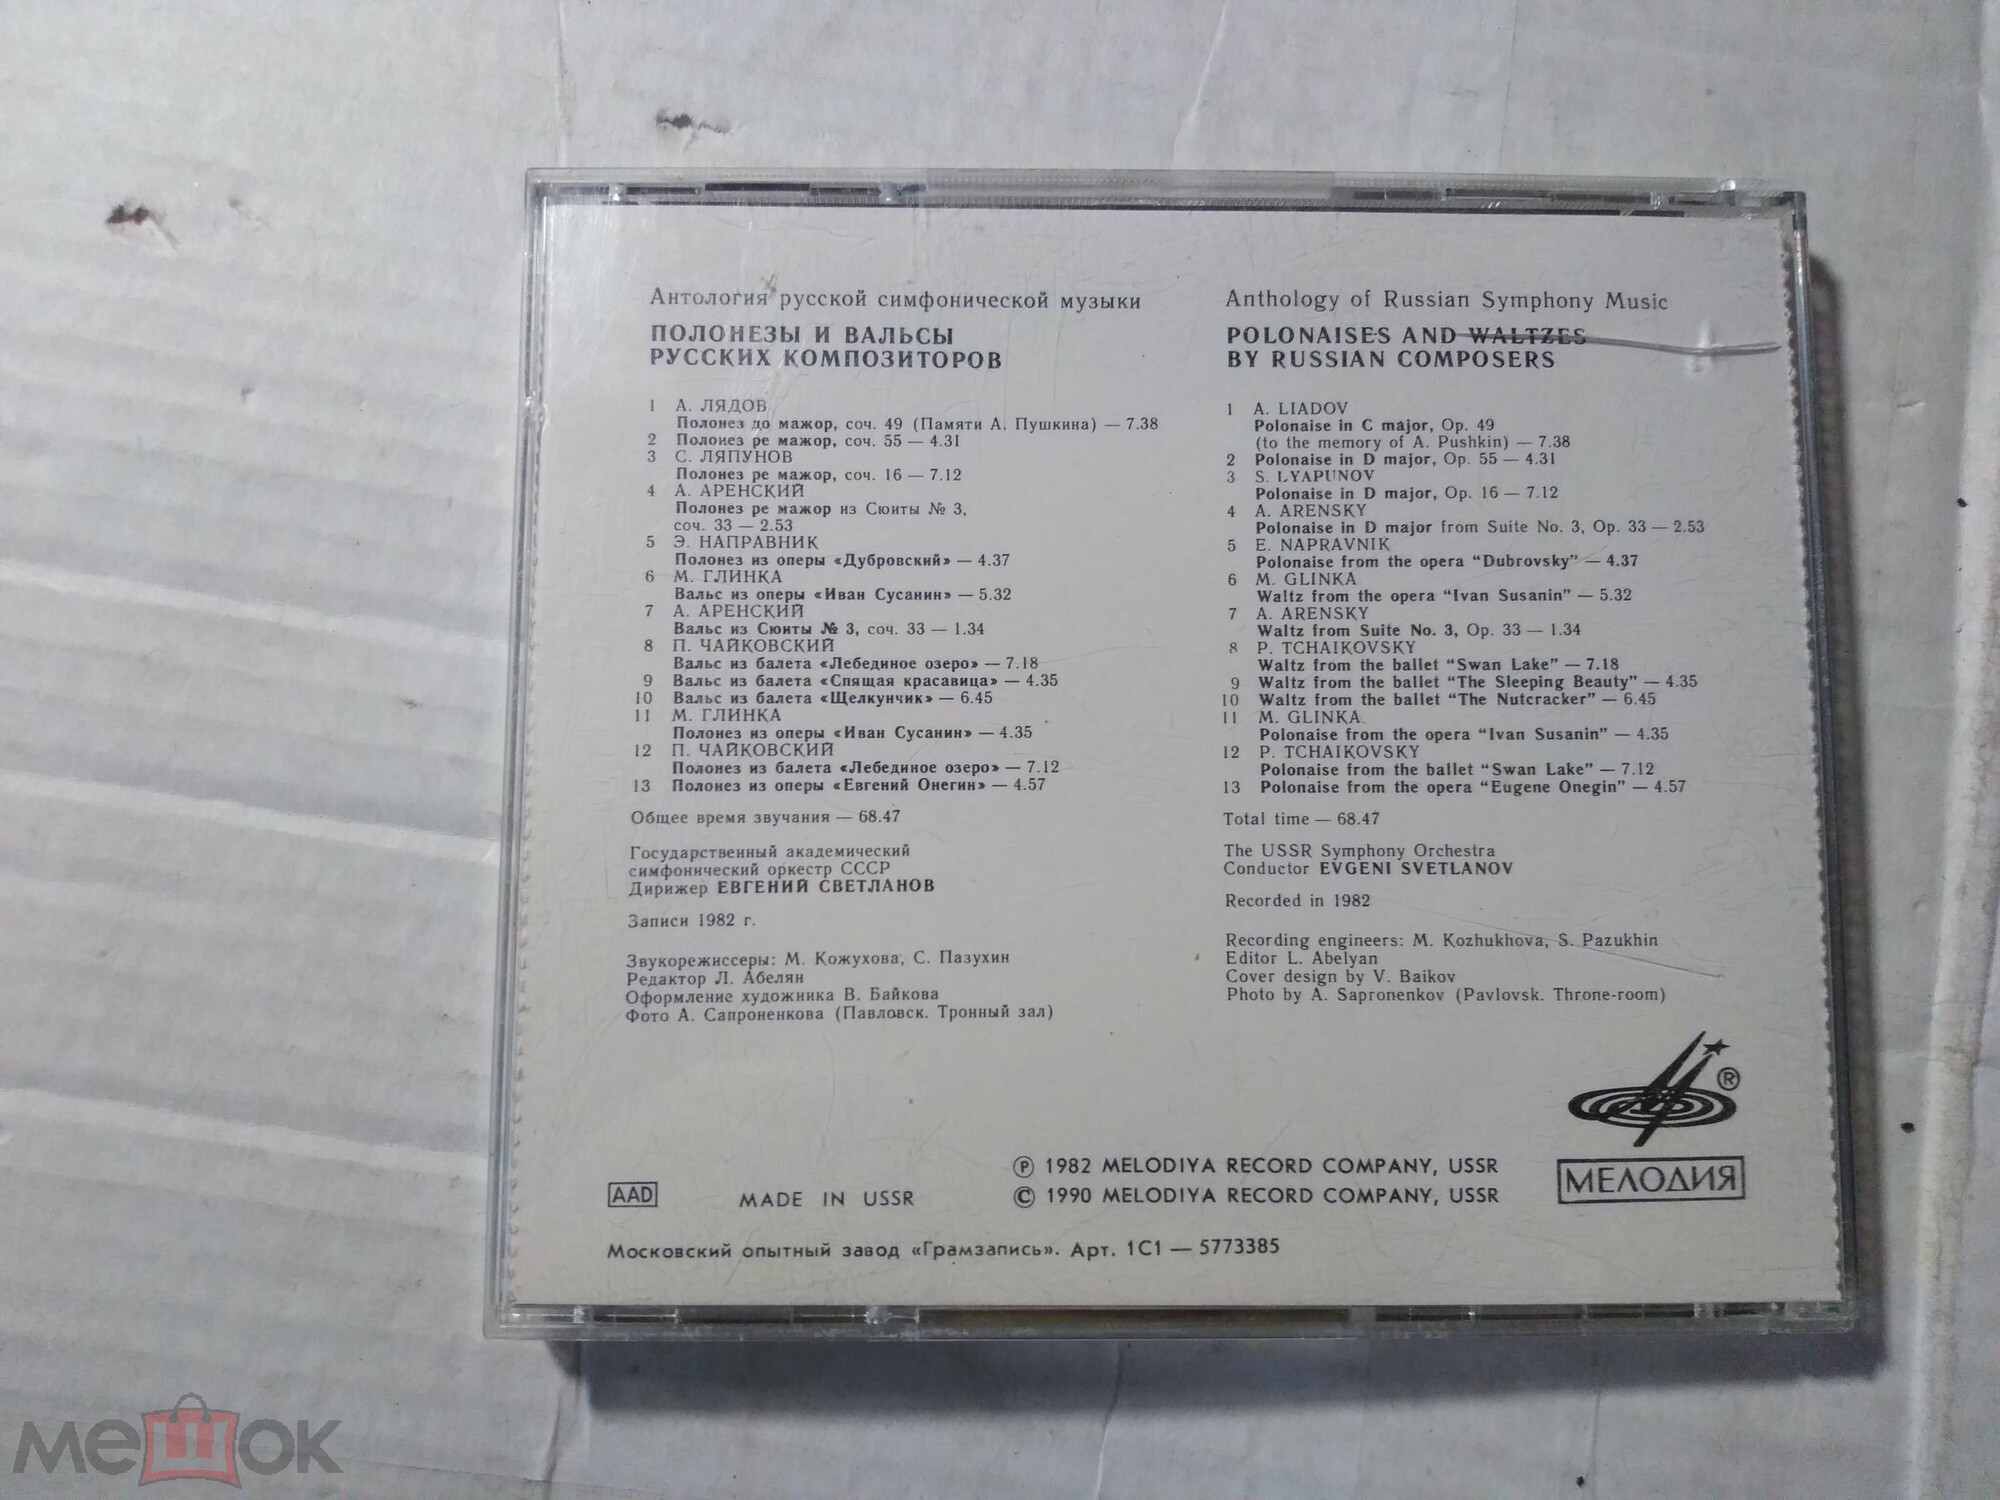 Антология русской симфонической музыки
ПОЛОНЕЗЫ И ВАЛЬСЫ
РУССКИХ КОМПОЗИТОРОВ
1 А. ЛЯДОВ
Полонез до мажор, соч. 49 (Памяти А. Пушкина) — 7.38
2 Полонез ре мажор, соч. 55 — 4.31
3 С. ЛЯПУНОВ
Полонез ре мажор, соч. 16 — 7.12
4 А. АРЕНСКИЙ
Полонез ре мажор из Сюиты № 3,
соч. 33 — 2.53
5 Э. НАПРАВНИК
Полонез из оперы «Дубровский» — 4.37
6 М. ГЛИНКА
Вальс из оперы «Иван Сусанин» — 5.32
7 А. АРЕНСКИЙ
Вальс из Сюиты № 3, соч. 33 — 1.34
8 П. ЧАЙКОВСКИЙ
Вальс из балета «Лебединое озеро» — 7.18
9 Вальс из балета «Спящая красавица» — 4.35
10 Вальс из балета «Щелкунчик» — 6.45
11 М. ГЛИНКА
Полонез из оперы «Иван Сусанин» — 4.35
12 П. ЧАЙКОВСКИЙ
Полонез из балета «Лебединое озеро» — 7.12
13 Полонез из оперы «Евгений Онегин» — 4.57
Общее время звучания — 68.47
Государственный академический
симфонический оркестр СССР
Дирижер ЕВГЕНИЙ СВЕТЛАНОВ
Записи 1982 г.
Звукорежиссеры: М. Кожухова, С. Пазухин
Редактор Л. Абелян
Оформление художника В. Байкова
Фото А. Сапроненкова (Павловск. Тронный зал)
Anthology of Russian Symphony Music
POLONAISES AND WALTZES
BY RUSSIAN COMPOSERS
1 A. LIADOV
Polonaise in C major, Op. 49
(to the memory of A. Pushkin) — 7.38
2 Polonaise in D major, Op. 55 — 4.31
3 S. LYAPUNOV
Polonaise in D major, Op. 16 — 7.12
4 A. ARENSKY
Polonaise in D major from Suite No. 3, Op. 33 — 2.53
5 E. NAPRAVNIK
Polonaise from the opera “Dubrovsky” — 4.37
6 M. GLINKA
Waltz from the opera “Ivan Susanin” — 5.32
7 A. ARENSKY
Waltz from Suite No. 3, Op. 33 — 1.34
8 P. TCHAIKOVSKY
Waltz from the ballet “Swan Lake” — 7.18
9 Waltz from the ballet “The Sleeping Beauty” — 4.35
10 Waltz from the ballet “The Nutcracker” — 6.45
11 M. GLINKA
Polonaise from the opera “Ivan Susanin” — 4.35
12 P. TCHAIKOVSKY
Polonaise from the ballet “Swan Lake” — 7.12
13 Polonaise from the opera “Eugene Onegin” — 4.57
Total time — 68.47
The USSR Symphony Orchestra
Conductor EVGENI SVETLANOV
Recorded in 1982
Recording engineers: M. Kozhukhova, S. Pazukhin
Editor L. Abelyan
Cover design by V. Baikov
Photo by A. Sapronenkov (Pavlovsk. Throne-room)
®
МЕЛОДИЯ
℗ 1982 MELODIYA RECORD COMPANY, USSR
© 1990 MELODIYA RECORD COMPANY, USSR
AAD MADE IN USSR
Московский опытный завод «Грамзапись». Арт. 1С1 — 5773385
мешок